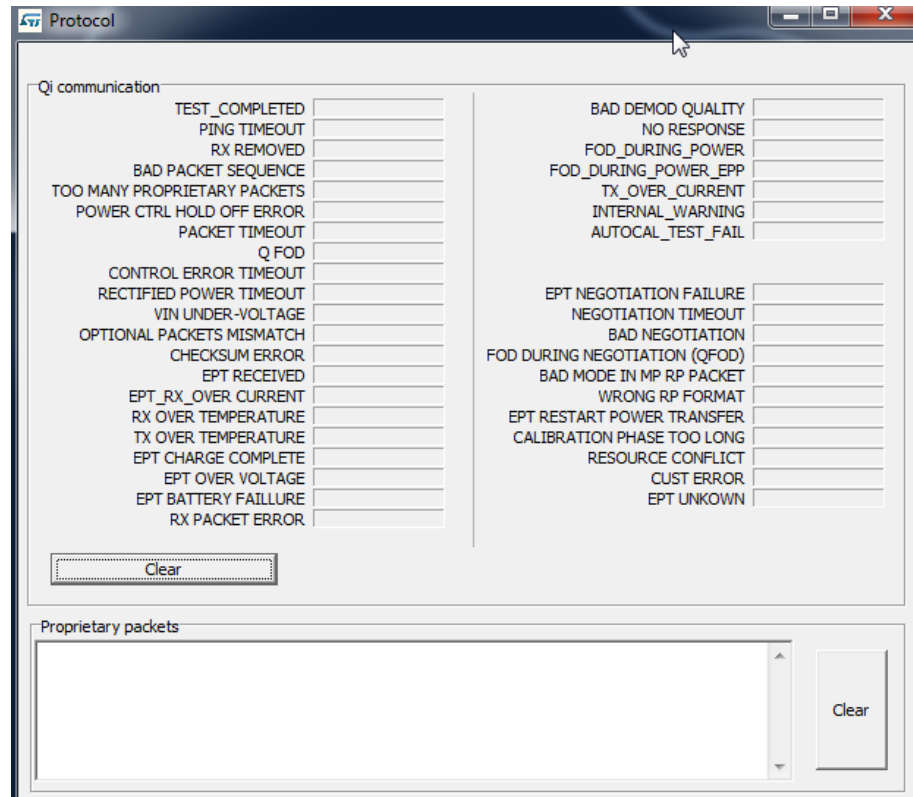 Protocol
Qi communication
TEST_COMPLETED
PING TIMEOUT
RX REMOVED
BAD PACKET SEQUENCE
TOO MANY PROPRIETARY PACKETS
POWER CTRL HOLD OFF ERROR
PACKET TIMEOUT
Q FOD
CONTROL ERROR TIMEOUT
RECTIFIED POWER TIMEOUT
VIN UNDER-VOLTAGE
OPTIONAL PACKETS MISMATCH
CHECKSUM ERROR
EPT RECEIVED
EPT_RX_OVER CURRENT
RX OVER TEMPERATURE
TX OVER TEMPERATURE
EPT CHARGE COMPLETE
EPT OVER VOLTAGE
EPT BATTERY FAILLURE
RX PACKET ERROR
BAD DEMOD QUALITY
NO RESPONSE
FOD_DURING_POWER
FOD_DURING_POWER_EPP
TX_OVER_CURRENT
INTERNAL_WARNING
AUTOCAL_TEST_FAIL
EPT NEGOTIATION FAILURE
NEGOTIATION TIMEOUT
BAD NEGOTIATION
FOD DURING NEGOTIATION (QFOD)
BAD MODE IN MP RP PACKET
WRONG RP FORMAT
EPT RESTART POWER TRANSFER
CALIBRATION PHASE TOO LONG
RESOURCE CONFLICT
CUST ERROR
EPT UNKOWN
Clear
Proprietary packets
Clear